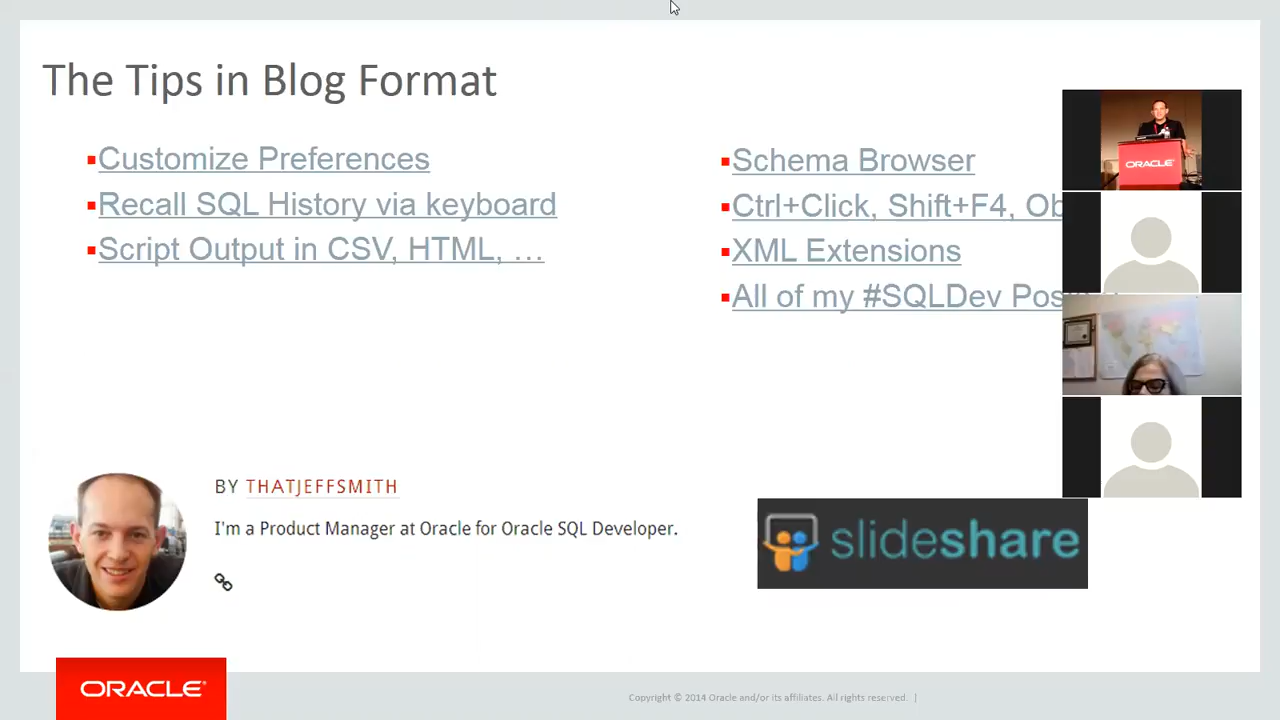 The Tips in Blog Format
▪Customize Preferences
▪Recall SQL History via keyboard
▪Script Output in CSV, HTML, …
▪Schema Browser
▪Ctrl+Click, Shift+F4,
▪XML Extensions
▪All of my #SQLDev
ORACLE
BY THATJEFFSMITH
I'm a Product Manager at Oracle for Oracle SQL Developer.
slideshare
ORACLE
Copyright © 2014 Oracle and/or its affiliates. All rights reserved. |